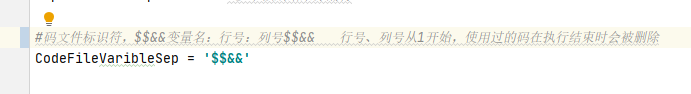 #码文件标识符，$$&&变量名：行号：列号$$&&   行号、列号从1开始，使用过的码在执行结束时会被删除
CodeFileVaribleSep = '$$&&'